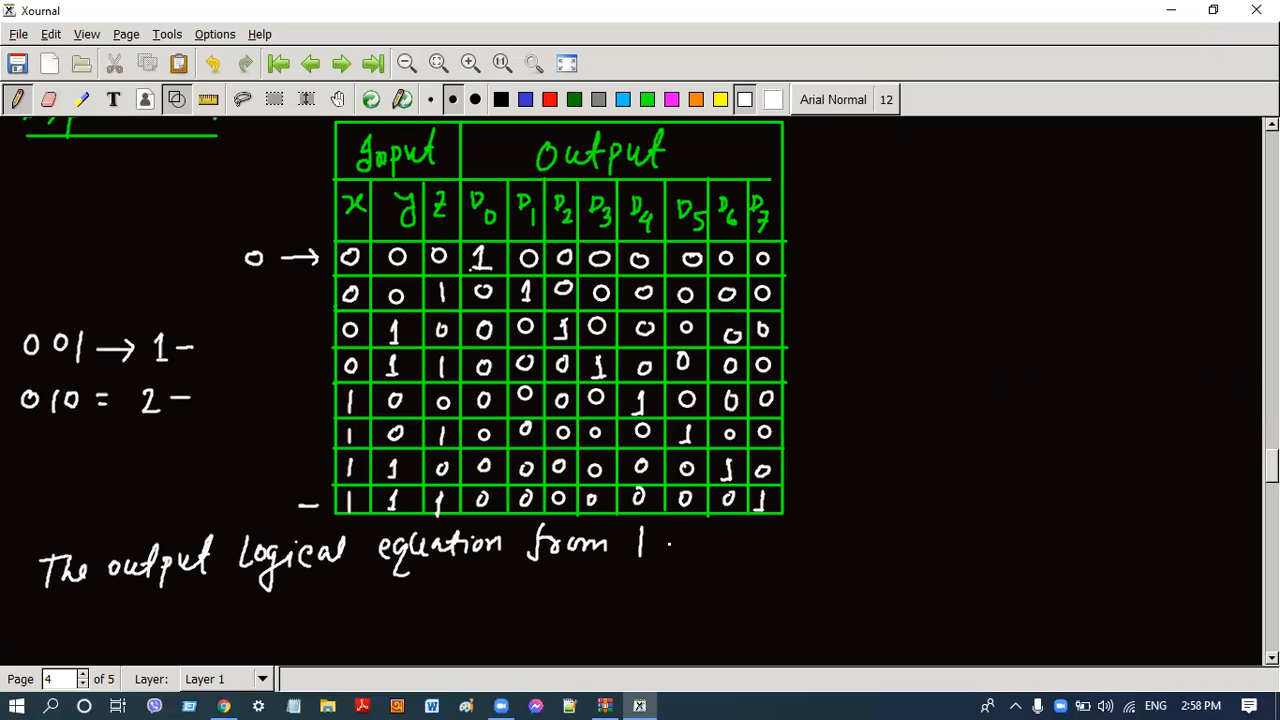 Xournal
File Edit View Page Tools Options Help
Arial Normal 12
Input Output
x y z D0 D1 D2 D3 D4 D5 D6 D7
0 → 0 0 0 1 0 0 0 0 0 0 0
0 0 1 0 1 0 0 0 0 0 0
0 1 0 0 0 1 0 0 0 0 0
001 → 1 -
0 1 1 0 0 0 1 0 0 0 0
010 = 2 -
1 0 0 0 0 0 0 1 0 0 0
1 0 1 0 0 0 0 0 1 0 0
1 1 0 0 0 0 0 0 0 1 0
- 1 1 1 0 0 0 0 0 0 0 1
The output logical equation from 1
Page 4 of 5 Layer: Layer 1
ENG 2:58 PM